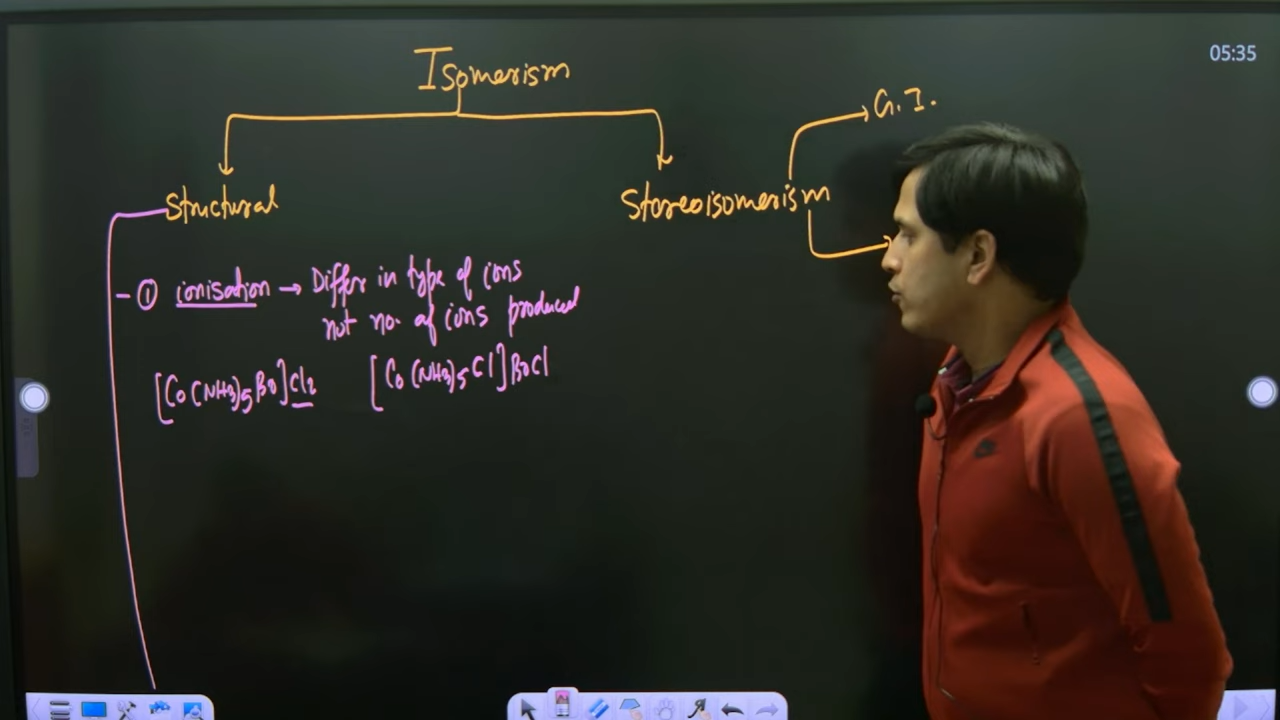 Isomerism
05:35
G.I.
Structural
Stereoisomerism
① ionisation → Differ in type of ions
not no. of ions produced
[Co(NH3)5Br]Cl2 [Co(NH3)5Cl]BrCl